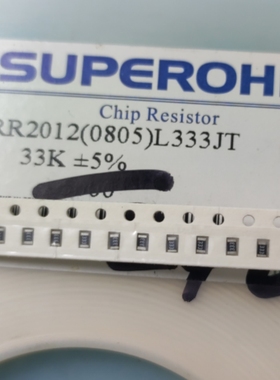 SUPEROH
Chip Resistor
RR2012(0805)L333JT
33K ±5%